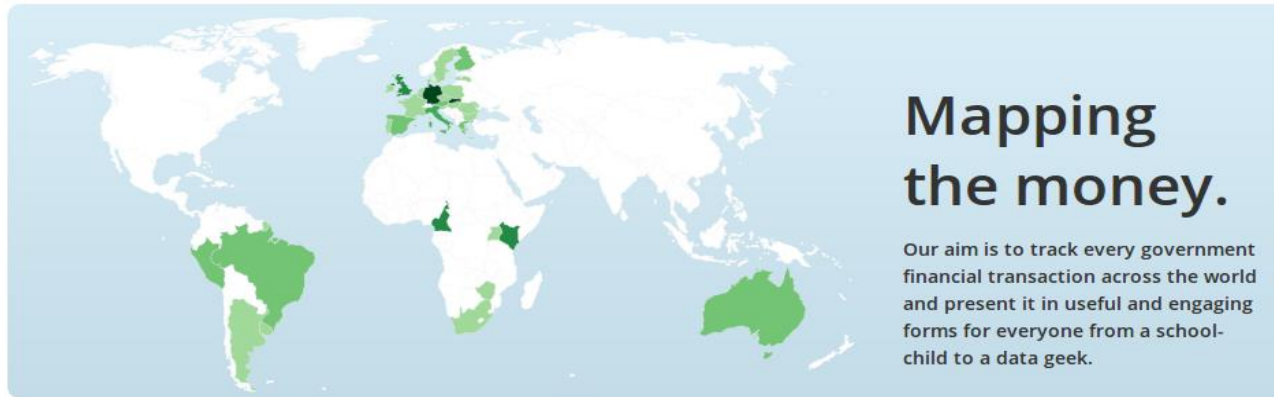 Mapping
the money.
Our aim is to track every government
financial transaction across the world
and present it in useful and engaging
forms for everyone from a school-
child to a data geek.